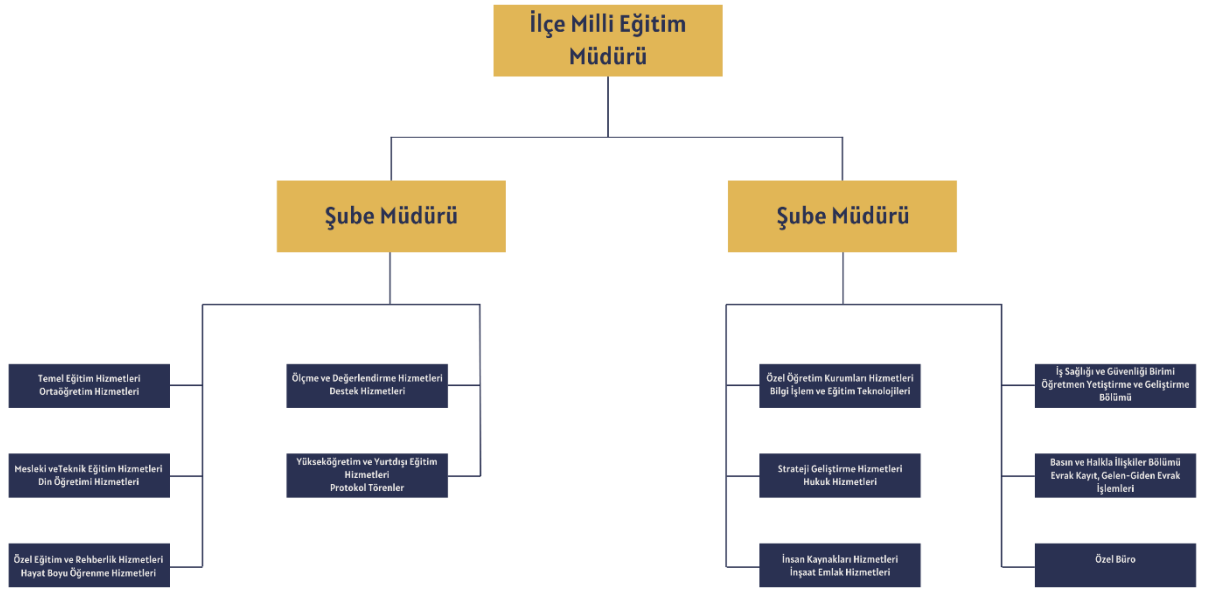 İlçe Milli Eğitim
Müdürü
Şube Müdürü
Şube Müdürü
Temel Eğitim Hizmetleri
Ortaöğretim Hizmetleri
Ölçme ve Değerlendirme Hizmetleri
Destek Hizmetleri
Özel Öğretim Kurumları Hizmetleri
Bilgi İşlem ve Eğitim Teknolojileri
İş Sağlığı ve Güvenliği Birimi
Öğretmen Yetiştirme ve Geliştirme
Bölümü
Mesleki veTeknik Eğitim Hizmetleri
Din Öğretimi Hizmetleri
Yükseköğretim ve Yurtdışı Eğitim
Hizmetleri
Protokol Törenler
Strateji Geliştirme Hizmetleri
Hukuk Hizmetleri
Basın ve Halkla İlişkiler Bölümü
Evrak Kayıt, Gelen-Giden Evrak
İşlemleri
Özel Eğitim ve Rehberlik Hizmetleri
Hayat Boyu Öğrenme Hizmetleri
İnsan Kaynakları Hizmetleri
İnşaat Emlak Hizmetleri
Özel Büro